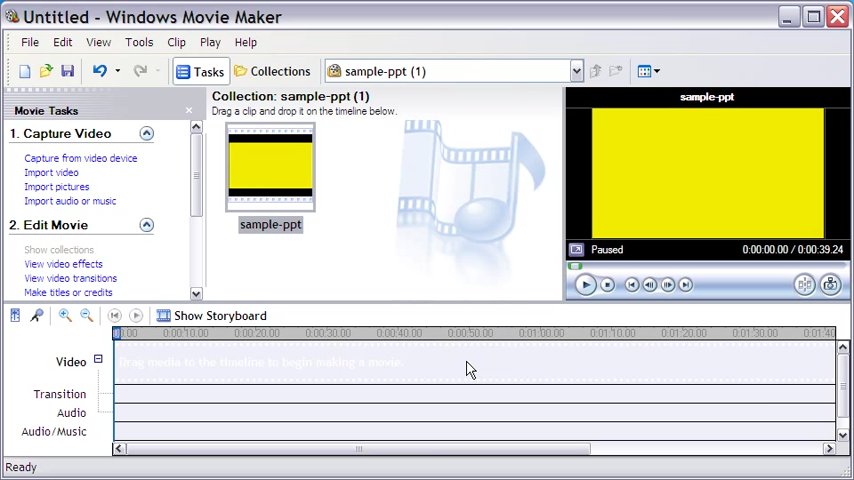 Untitled - Windows Movie Maker
File Edit View Tools Clip Play Help
Tasks Collections sample-ppt (1)
Movie Tasks
Collection: sample-ppt (1)
Drag a clip and drop it on the timeline below.
sample-ppt
1. Capture Video
Capture from video device
Import video
Import pictures
Import audio or music
2. Edit Movie
Show collections
View video effects
View video transitions
Make titles or credits
sample-ppt
Paused 0:00:00.00 / 0:00:39.24
Show Storyboard
0:00:10.00 0:00:20.00 0:00:30.00 0:00:40.00 0:00:50.00 0:01:00.00 0:01:10.00 0:01:20.00 0:01:30.00 0:01:40
Video
Drag media to the timeline to begin making a movie.
Transition
Audio
Audio/Music
Ready